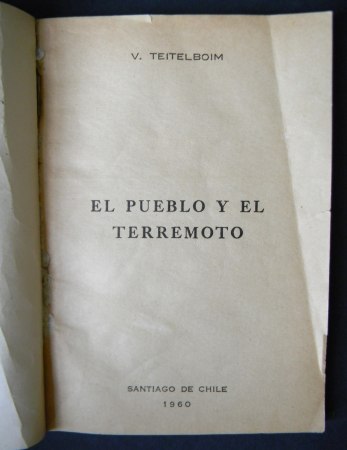 V. TEITELBOIM
EL PUEBLO Y EL
TERREMOTO
SANTIAGO DE CHILE
1960